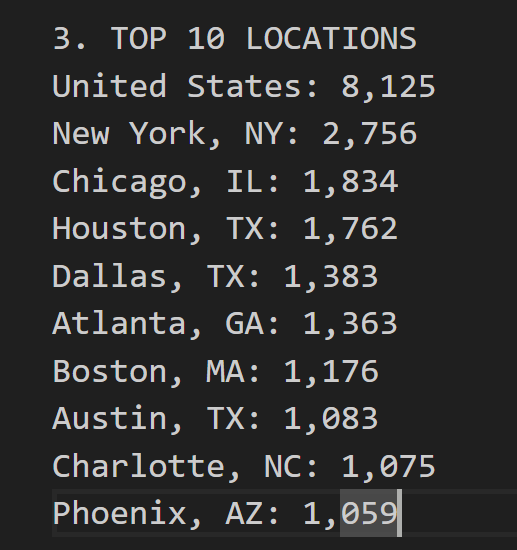 3. TOP 10 LOCATIONS
United States: 8,125
New York, NY: 2,756
Chicago, IL: 1,834
Houston, TX: 1,762
Dallas, TX: 1,383
Atlanta, GA: 1,363
Boston, MA: 1,176
Austin, TX: 1,083
Charlotte, NC: 1,075
Phoenix, AZ: 1,059